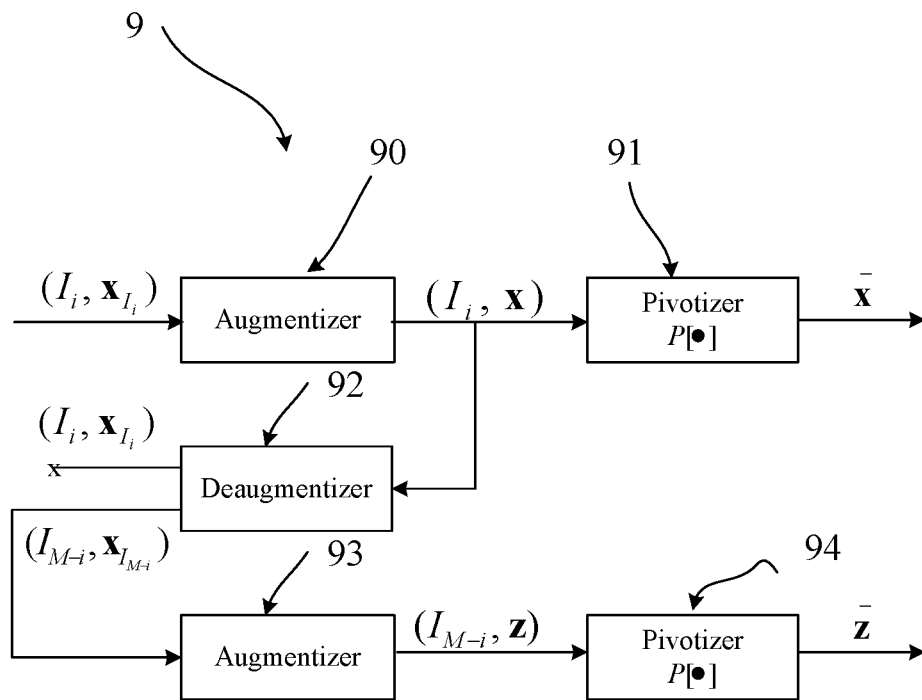 9
90
91
(I_i, x_{I_i})
Augmentizer
(I_i, x)
Pivotizer
P[●]
x̄
92
(I_i, x_{I_i})
x
Deaugmentizer
(I_{M-i}, x_{I_{M-i}})
93
94
Augmentizer
(I_{M-i}, z)
Pivotizer
P[●]
z̄